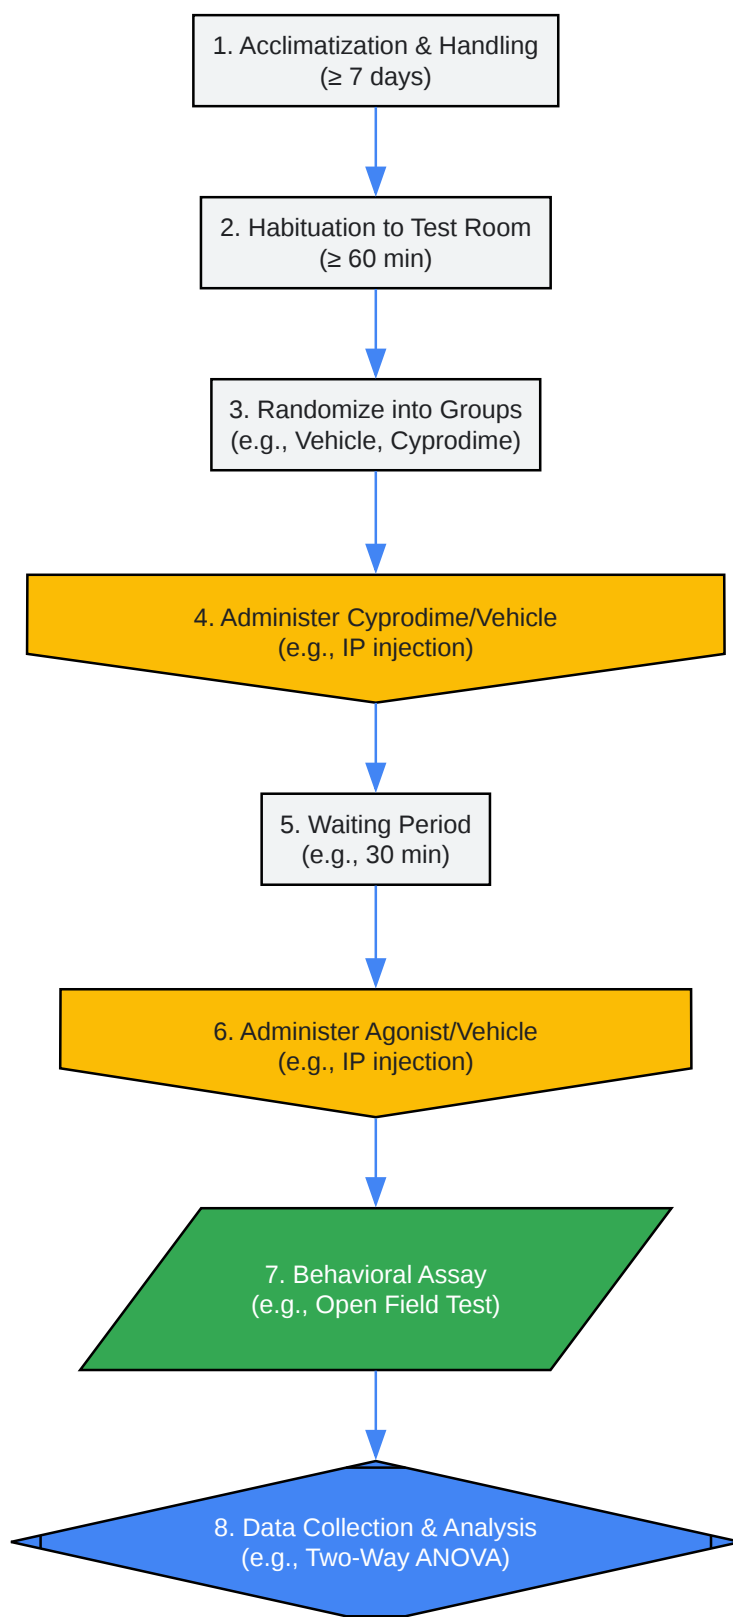 1. Acclimatization & Handling
(≥ 7 days)
2. Habituation to Test Room
(≥ 60 min)
3. Randomize into Groups
(e.g., Vehicle, Cyprodime)
4. Administer Cyprodime/Vehicle
(e.g., IP injection)
5. Waiting Period
(e.g., 30 min)
6. Administer Agonist/Vehicle
(e.g., IP injection)
7. Behavioral Assay
(e.g., Open Field Test)
8. Data Collection & Analysis
(e.g., Two-Way ANOVA)